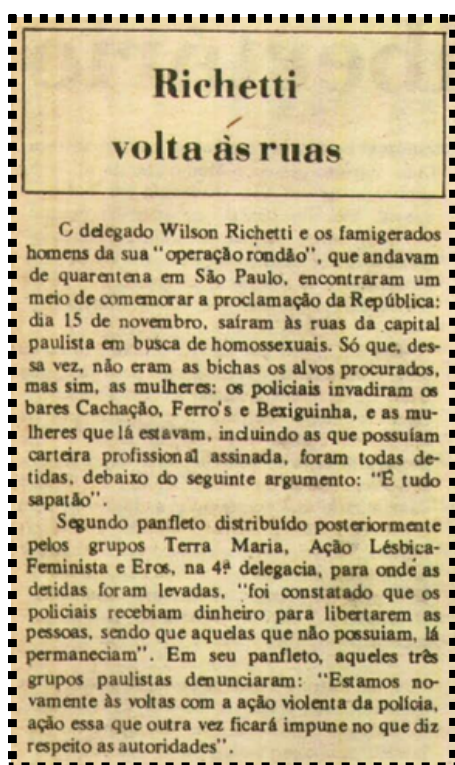 Richetti
volta às ruas
O delegado Wilson Richetti e os famigerados
homens da sua "operação rondão", que andavam
de quarentena em São Paulo, encontraram um
meio de comemorar a proclamação da República:
dia 15 de novembro, saíram às ruas da capital
paulista em busca de homossexuais. Só que, des-
sa vez, não eram as bichas os alvos procurados,
mas sim, as mulheres: os policiais invadiram os
bares Cachação, Ferro's e Bexiguinha, e as mu-
lheres que lá estavam, incluindo as que possuíam
carteira profissional assinada, foram todas de-
tidas, debaixo do seguinte argumento: "É tudo
sapatão".
Segundo panfleto distribuído posteriormente
pelos grupos Terra Maria, Ação Lésbica-
Feminista e Eros, na 4ª delegacia, para onde as
detidas foram levadas, "foi constatado que os
policiais recebiam dinheiro para libertarem as
pessoas, sendo que aquelas que não possuiam, lá
permaneciam". Em seu panfleto, aqueles três
grupos paulistas denunciaram: "Estamos no-
vamente às voltas com a ação violenta da polícia,
ação essa que outra vez ficará impune no que diz
respeito as autoridades".